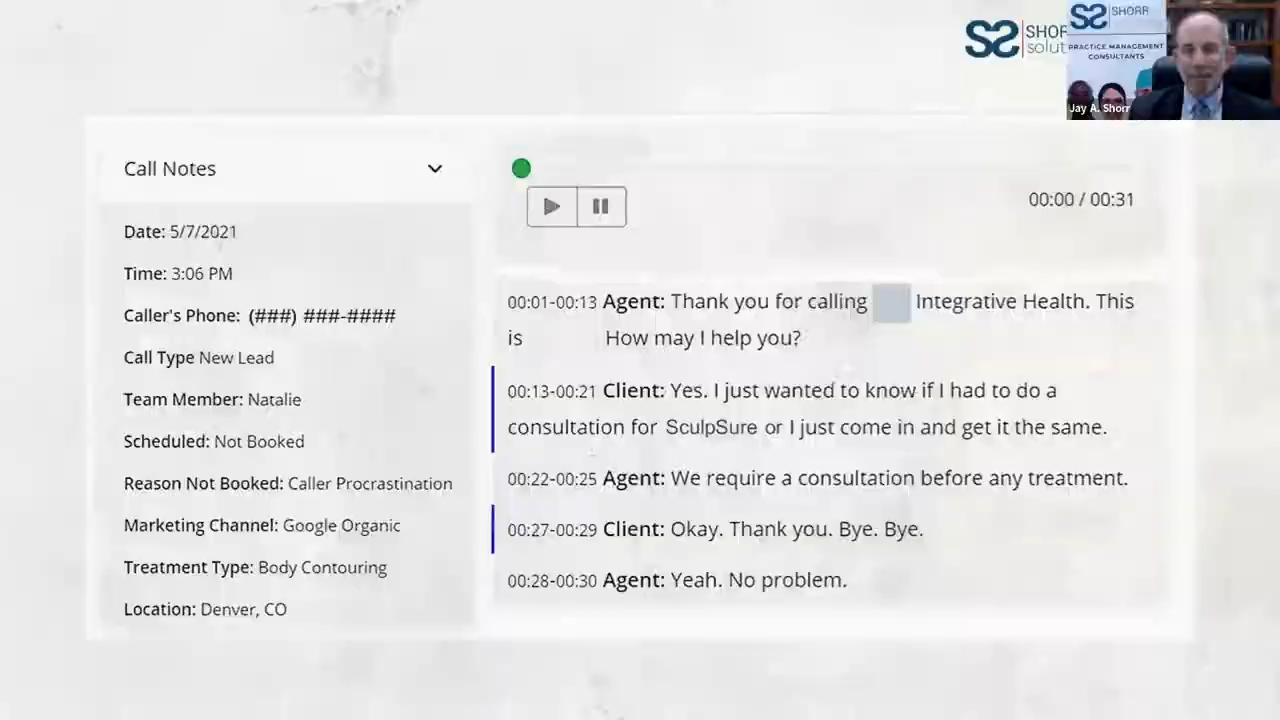 SS SHORR
solut
SS SHORR
PRACTICE MANAGEMENT
CONSULTANTS
Jay A. Shorr
Call Notes
Date: 5/7/2021
Time: 3:06 PM
Caller's Phone: (###) ###-####
Call Type New Lead
Team Member: Natalie
Scheduled: Not Booked
Reason Not Booked: Caller Procrastination
Marketing Channel: Google Organic
Treatment Type: Body Contouring
Location: Denver, CO
00:00 / 00:31
00:01-00:13 Agent: Thank you for calling Integrative Health. This
is How may I help you?
00:13-00:21 Client: Yes. I just wanted to know if I had to do a
consultation for SculpSure or I just come in and get it the same.
00:22-00:25 Agent: We require a consultation before any treatment.
00:27-00:29 Client: Okay. Thank you. Bye. Bye.
00:28-00:30 Agent: Yeah. No problem.